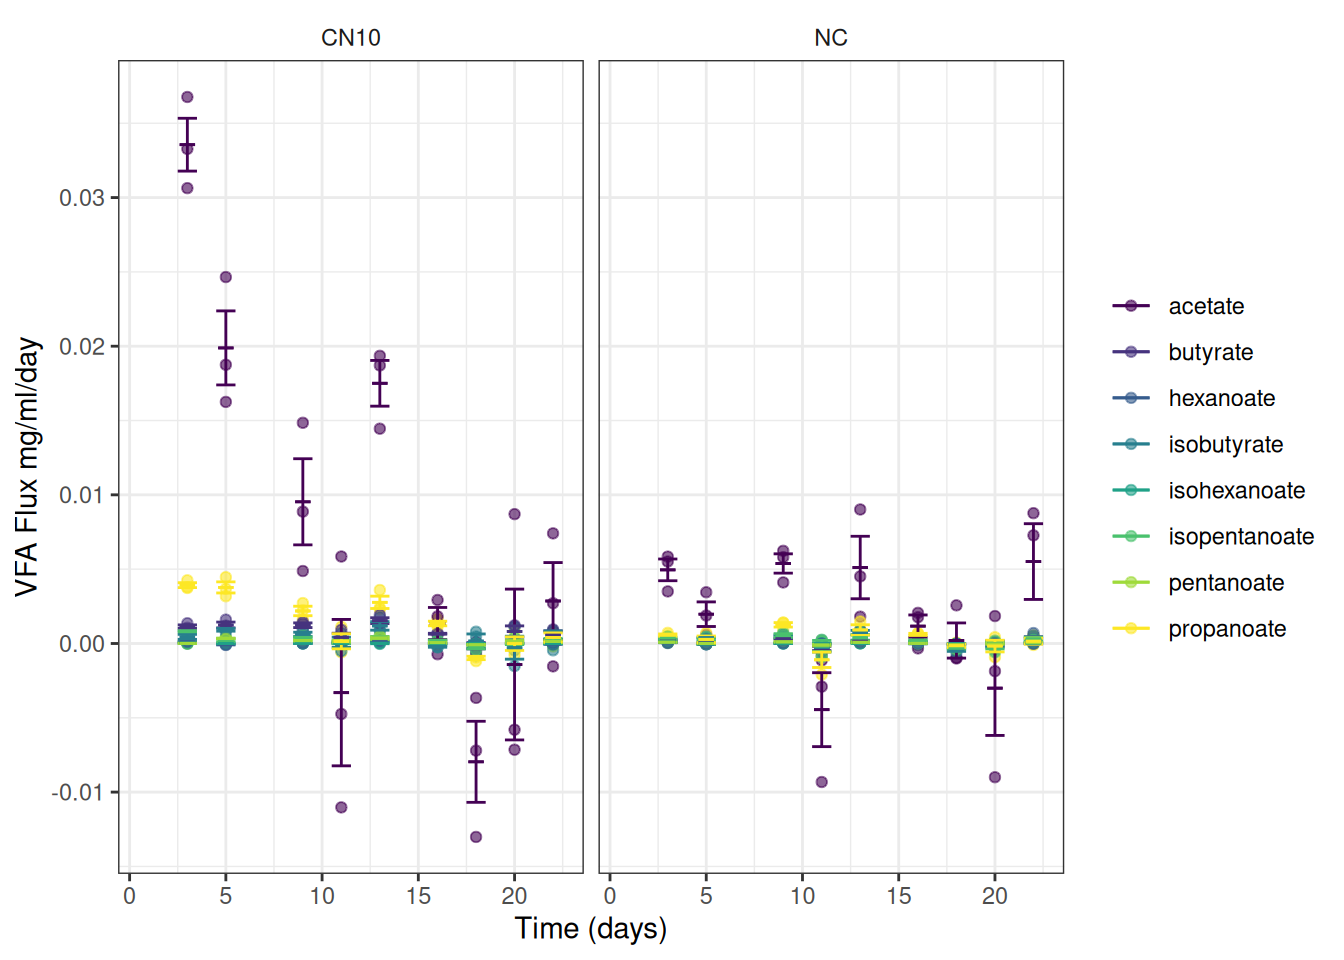 CN10 NC
VFA Flux mg/ml/day
0.03
0.02
0.01
0.00
-0.01
0 5 10 15 20 0 5 10 15 20
Time (days)
acetate
butyrate
hexanoate
isobutyrate
isohexanoate
isopentanoate
pentanoate
propanoate